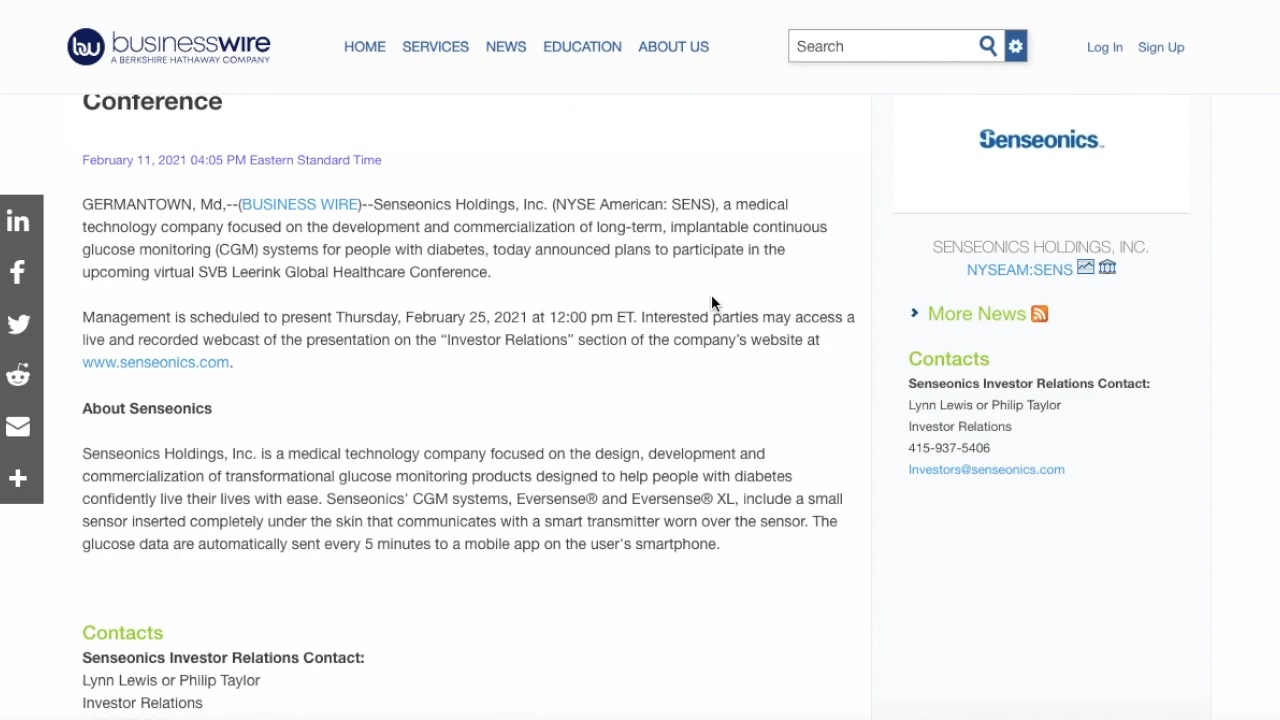 businesswire
A BERKSHIRE HATHAWAY COMPANY
HOME SERVICES NEWS EDUCATION ABOUT US
Search
Log In Sign Up
Conference
February 11, 2021 04:05 PM Eastern Standard Time
GERMANTOWN, Md,--(BUSINESS WIRE)--Senseonics Holdings, Inc. (NYSE American: SENS), a medical
technology company focused on the development and commercialization of long-term, implantable continuous
glucose monitoring (CGM) systems for people with diabetes, today announced plans to participate in the
upcoming virtual SVB Leerink Global Healthcare Conference.
Management is scheduled to present Thursday, February 25, 2021 at 12:00 pm ET. Interested parties may access a
live and recorded webcast of the presentation on the “Investor Relations” section of the company’s website at
www.senseonics.com.
About Senseonics
Senseonics Holdings, Inc. is a medical technology company focused on the design, development and
commercialization of transformational glucose monitoring products designed to help people with diabetes
confidently live their lives with ease. Senseonics’ CGM systems, Eversense® and Eversense® XL, include a small
sensor inserted completely under the skin that communicates with a smart transmitter worn over the sensor. The
glucose data are automatically sent every 5 minutes to a mobile app on the user’s smartphone.
Contacts
Senseonics Investor Relations Contact:
Lynn Lewis or Philip Taylor
Investor Relations
Senseonics
SENSEONICS HOLDINGS, INC.
NYSEAM:SENS
More News
Contacts
Senseonics Investor Relations Contact:
Lynn Lewis or Philip Taylor
Investor Relations
415-937-5406
Investors@senseonics.com